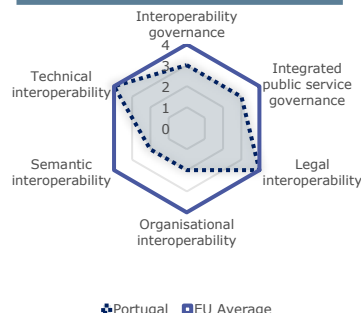 Interoperability
governance
4
3
2
1
0
Integrated
public service
governance
Legal
interoperability
Organisational
interoperability
Semantic
interoperability
Technical
interoperability
Portugal EU Average